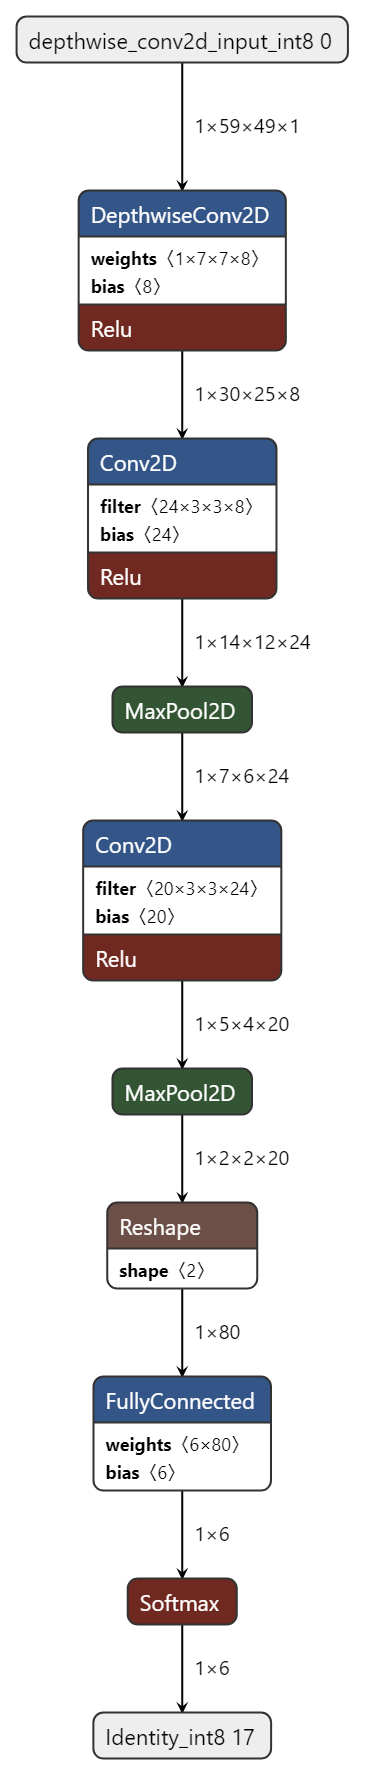 depthwise_conv2d_input_int8 0
1×59×49×1
DepthwiseConv2D
weights〈1×7×7×8〉
bias〈8〉
Relu
1×30×25×8
Conv2D
filter〈24×3×3×8〉
bias〈24〉
Relu
1×14×12×24
MaxPool2D
1×7×6×24
Conv2D
filter〈20×3×3×24〉
bias〈20〉
Relu
1×5×4×20
MaxPool2D
1×2×2×20
Reshape
shape〈2〉
1×80
FullyConnected
weights〈6×80〉
bias〈6〉
1×6
Softmax
1×6
Identity_int8 17